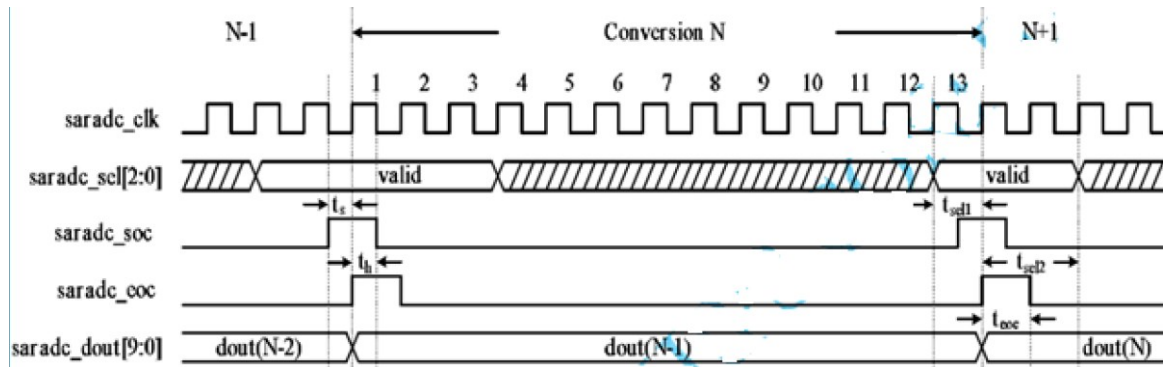 N-1 Conversion N N+1
1 2 3 4 5 6 7 8 9 10 11 12 13
saradc_clk
saradc_sel[2:0] valid valid
ts tsel1
saradc_soc
th tsel2
saradc_eoc
teoc
saradc_dout[9:0] dout(N-2) dout(N-1) dout(N)